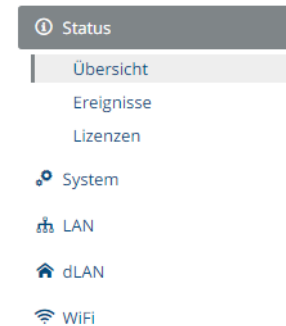 Status
Übersicht
Ereignisse
Lizenzen
System
LAN
dLAN
WiFi